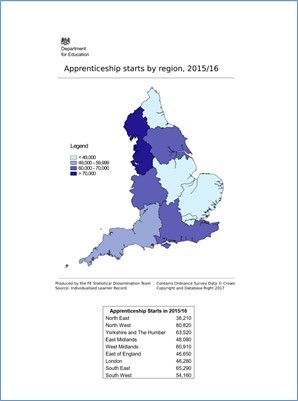 Department
for Education
Apprenticeship starts by region, 2015/16
Legend
< 49,000
49,000 - 59,999
60,000 - 70,000
> 70,000
Produced by the FE Statistical Dissemination Team
Source: Individualised Learner Record
Contains Ordnance Survey Data © Crown
Copyright and Database Right 2017
Apprenticeship Starts in 2015/16
North East 38,210
North West 80,820
Yorkshire and The Humber 63,520
East Midlands 48,080
West Midlands 60,910
East of England 46,650
London 46,280
South East 65,290
South West 54,160